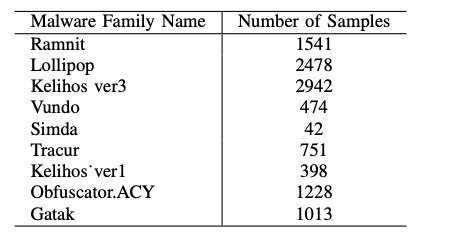 Malware Family Name Number of Samples
Ramnit 1541
Lollipop 2478
Kelihos ver3 2942
Vundo 474
Simda 42
Tracur 751
Kelihos˙ver1 398
Obfuscator.ACY 1228
Gatak 1013